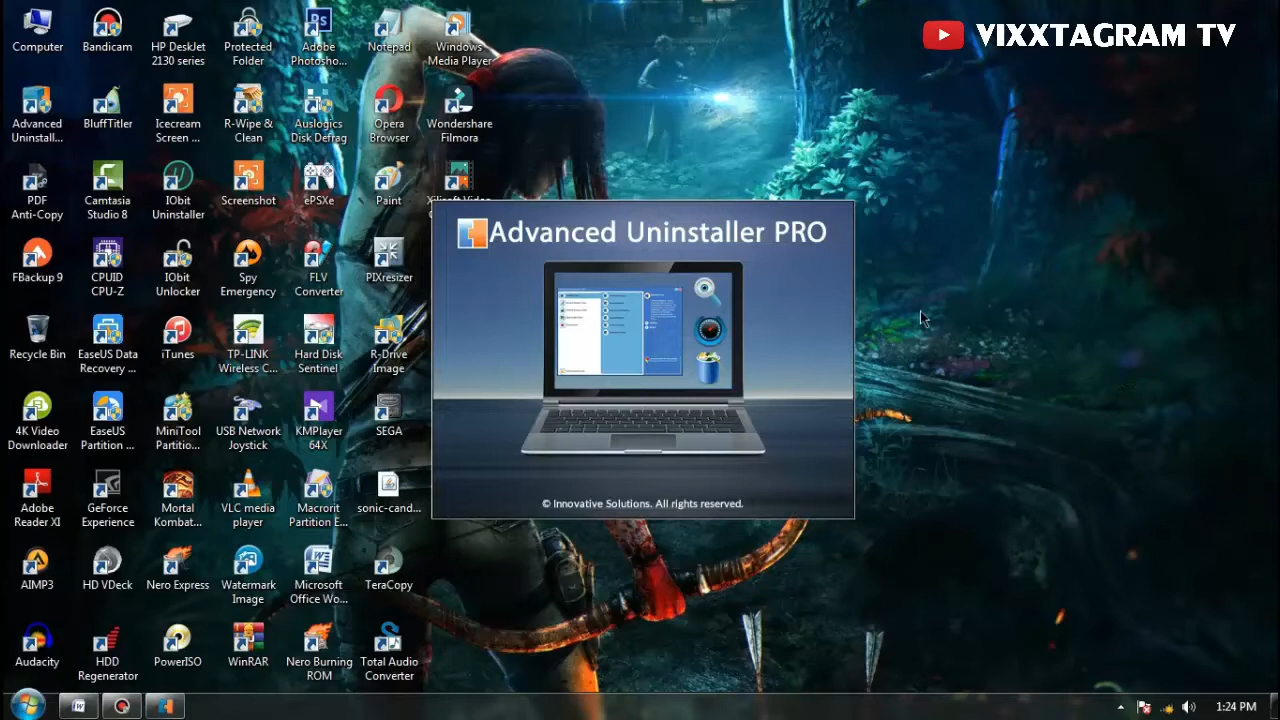 VIXXTAGRAM TV
Computer
Bandicam
HP DeskJet
2130 series
Protected
Folder
Adobe
Photosho...
Notepad
Windows
Media Player
Advanced
Uninstall...
BluffTitler
Icecream
Screen ...
R-Wipe &
Clean
Auslogics
Disk Defrag
Opera
Browser
Wondershare
Filmora
PDF
Anti-Copy
Camtasia
Studio 8
IObit
Uninstaller
Screenshot
ePSXe
Paint
FBackup 9
CPUID
CPU-Z
IObit
Unlocker
Spy
Emergency
FLV
Converter
PIXresizer
Recycle Bin
EaseUS Data
Recovery ...
iTunes
TP-LINK
Wireless C...
Hard Disk
Sentinel
R-Drive
Image
4K Video
Downloader
EaseUS
Partition ...
MiniTool
Partitio...
USB Network
Joystick
KMPlayer
64X
SEGA
Adobe
Reader XI
GeForce
Experience
Mortal
Kombat...
VLC media
player
Macrorit
Partition E...
sonic-cand...
AIMP3
HD VDeck
Nero Express
Watermark
Image
Microsoft
Office Wo...
TeraCopy
Audacity
HDD
Regenerator
PowerISO
WinRAR
Nero Burning
ROM
Total Audio
Converter
Advanced Uninstaller PRO
© Innovative Solutions. All rights reserved.
1:24 PM